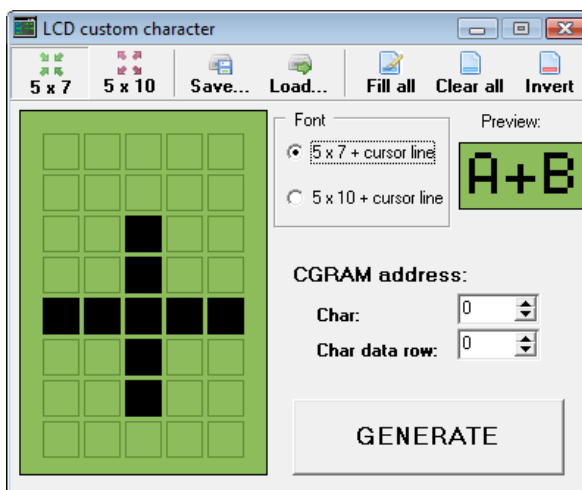 LCD custom character
5 x 7
5 x 10
Save...
Load...
Fill all
Clear all
Invert
Font
5 x 7 + cursor line
5 x 10 + cursor line
Preview:
A+B
CGRAM address:
Char: 0
Char data row: 0
GENERATE